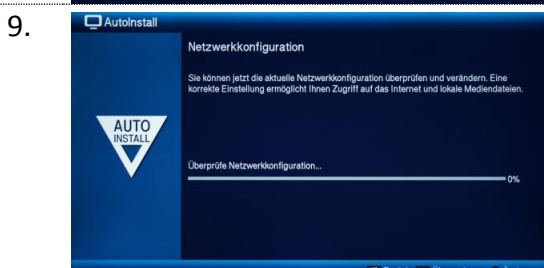 9.
AutoInstall
Netzwerkkonfiguration
Sie können jetzt die aktuelle Netzwerkkonfiguration überprüfen und verändern. Eine
korrekte Einstellung ermöglicht Ihnen Zugriff auf das Internet und lokale Mediendateien.
AUTO
INSTALL
Überprüfe Netzwerkkonfiguration...
0%